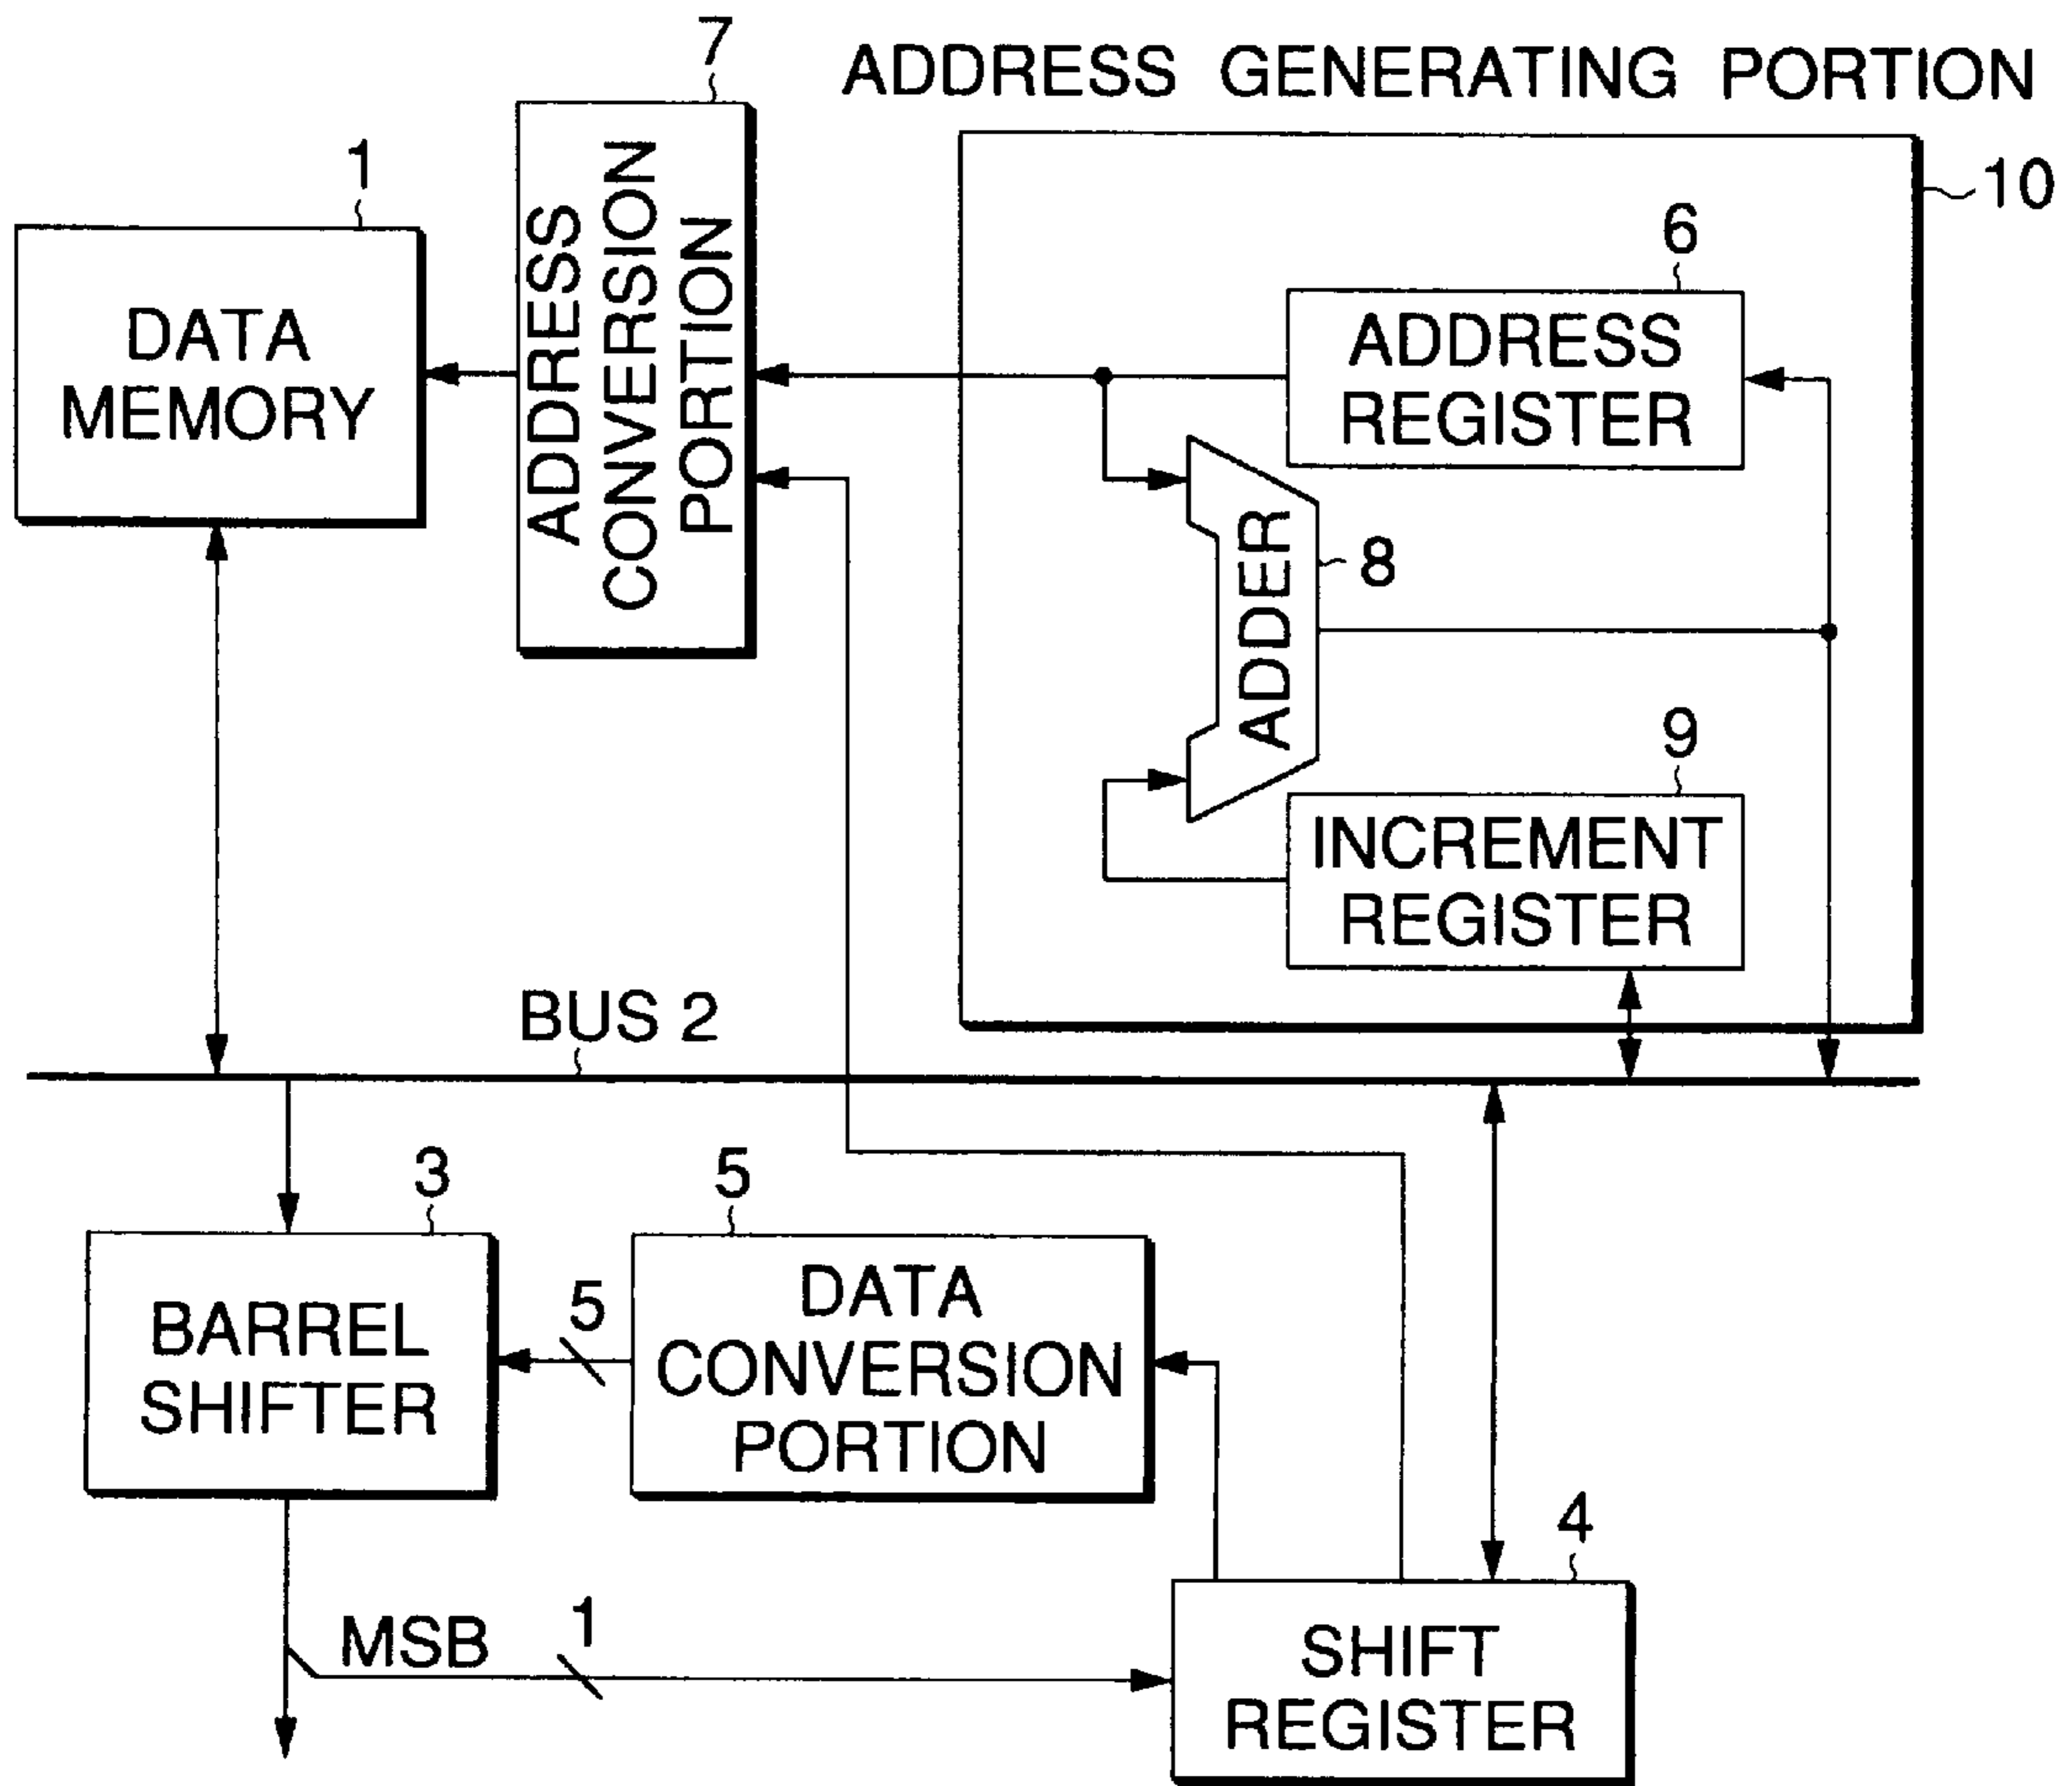 7
ADDRESS GENERATING PORTION
1
10
DATA
MEMORY
ADDRESS
CONVERSION
PORTION
6
ADDRESS
REGISTER
ADDER
8
9
INCREMENT
REGISTER
BUS 2
3
5
BARREL
SHIFTER
5
DATA
CONVERSION
PORTION
4
MSB
1
SHIFT
REGISTER